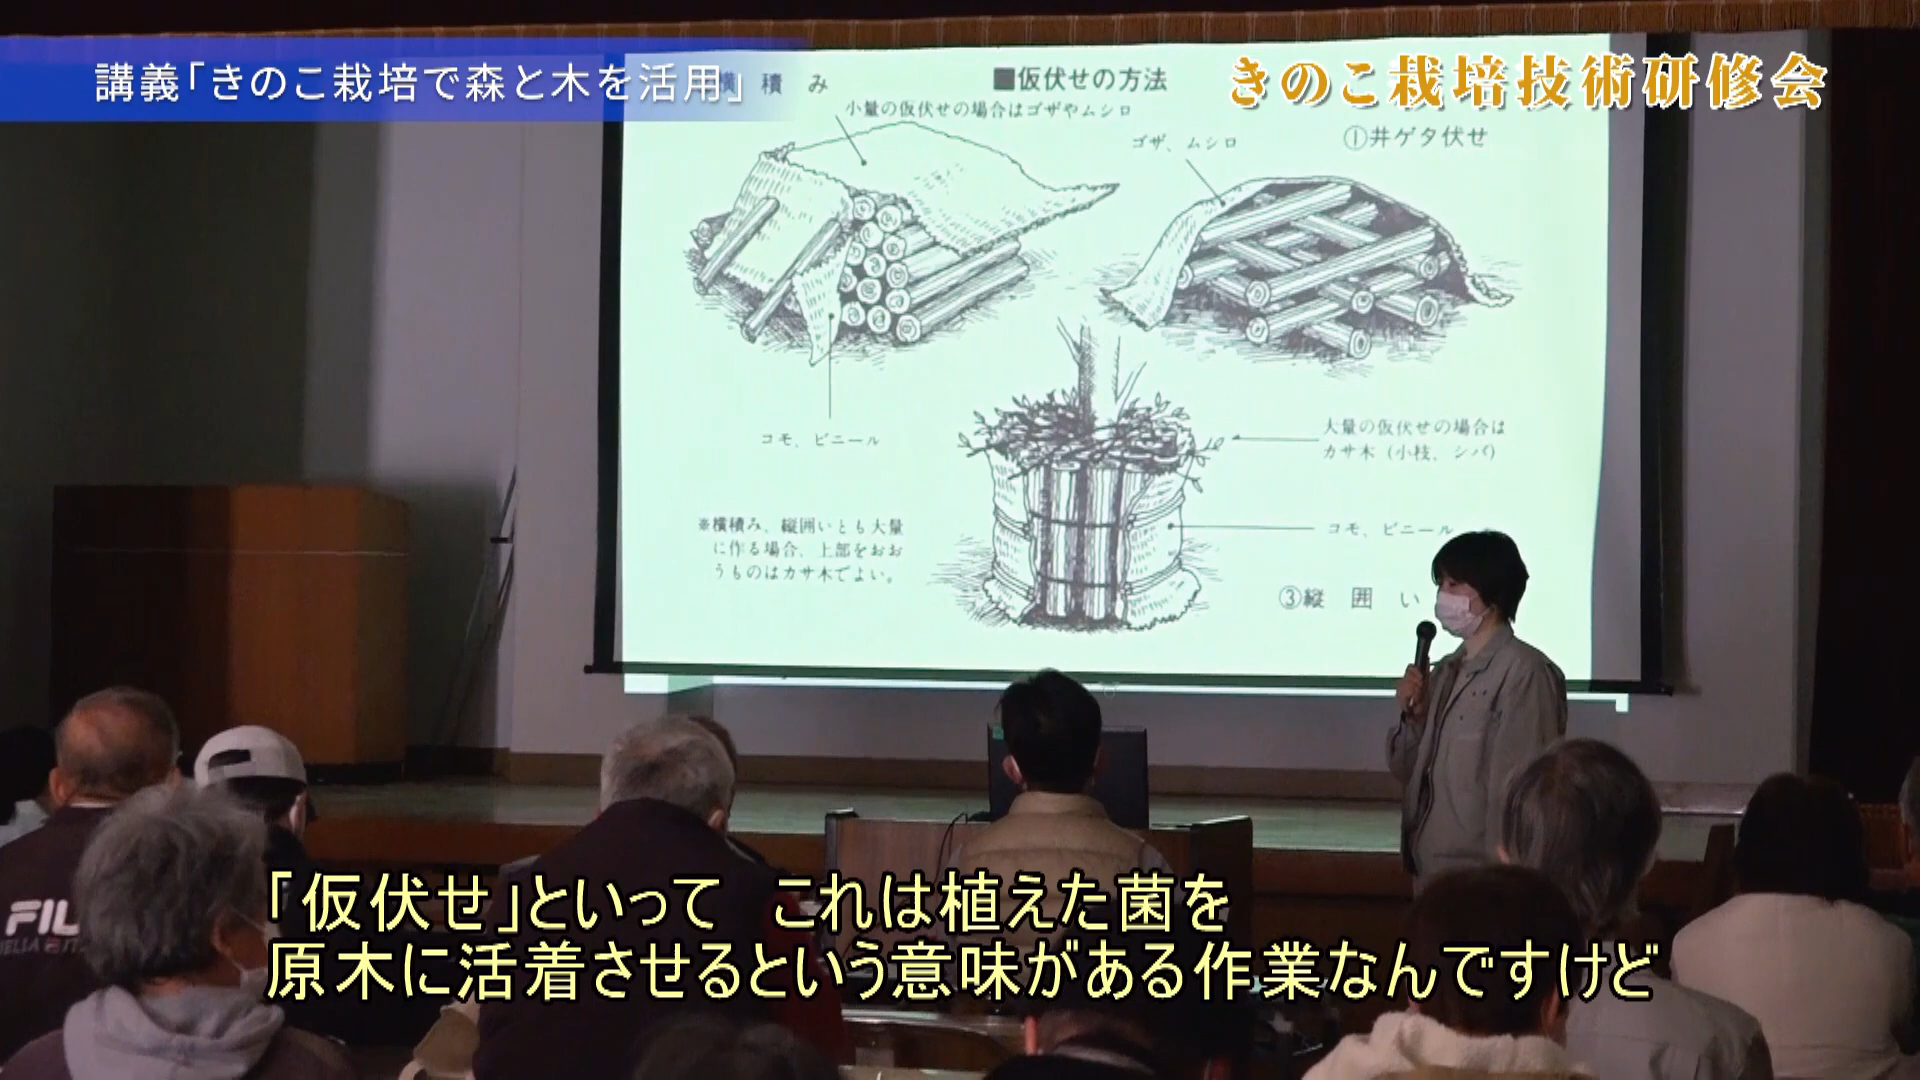 講義「きのこ栽培で森と木を活用」
きのこ栽培技術研修会
横積み
■仮伏せの方法
小量の仮伏せの場合はゴザやムシロ
ゴザ、ムシロ
①井ゲタ伏せ
コモ、ビニール
大量の仮伏せの場合は
カサ木（小枝、シバ）
※横積み、縦囲いとも大量
に作る場合、上部をおお
うものはカサ木でよい。
コモ、ビニール
③縦囲い
FIL
「仮伏せ」といって　これは植えた菌を
原木に活着させるという意味がある作業なんですけど